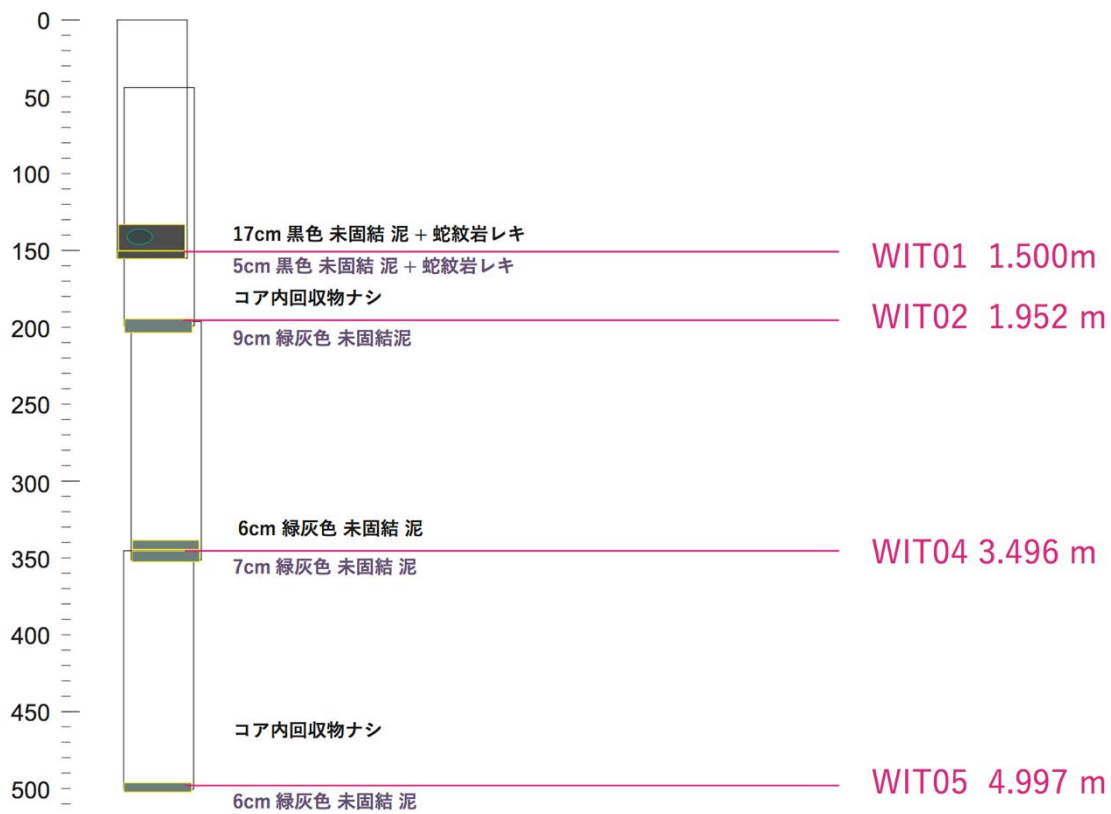 0
50
100
17cm 黒色 未固結 泥 + 蛇紋岩レキ
150
WIT01 1.500m
5cm 黒色 未固結 泥 + 蛇紋岩レキ
コア内回収物ナシ
WIT02 1.952 m
200
9cm 緑灰色 未固結泥
250
300
6cm 緑灰色 未固結 泥
350
WIT04 3.496 m
7cm 緑灰色 未固結 泥
400
450
コア内回収物ナシ
500
WIT05 4.997 m
6cm 緑灰色 未固結 泥